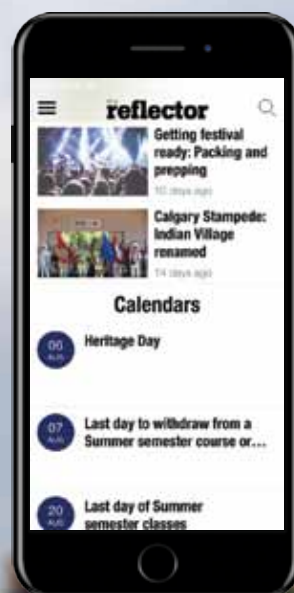 reflector
Getting festival
ready: Packing and
prepping
10 days ago
Calgary Stampede:
Indian Village
renamed
14 days ago
Calendars
06
AUG
Heritage Day
07
AUG
Last day to withdraw from a
Summer semester course or…
20
AUG
Last day of Summer
semester classes